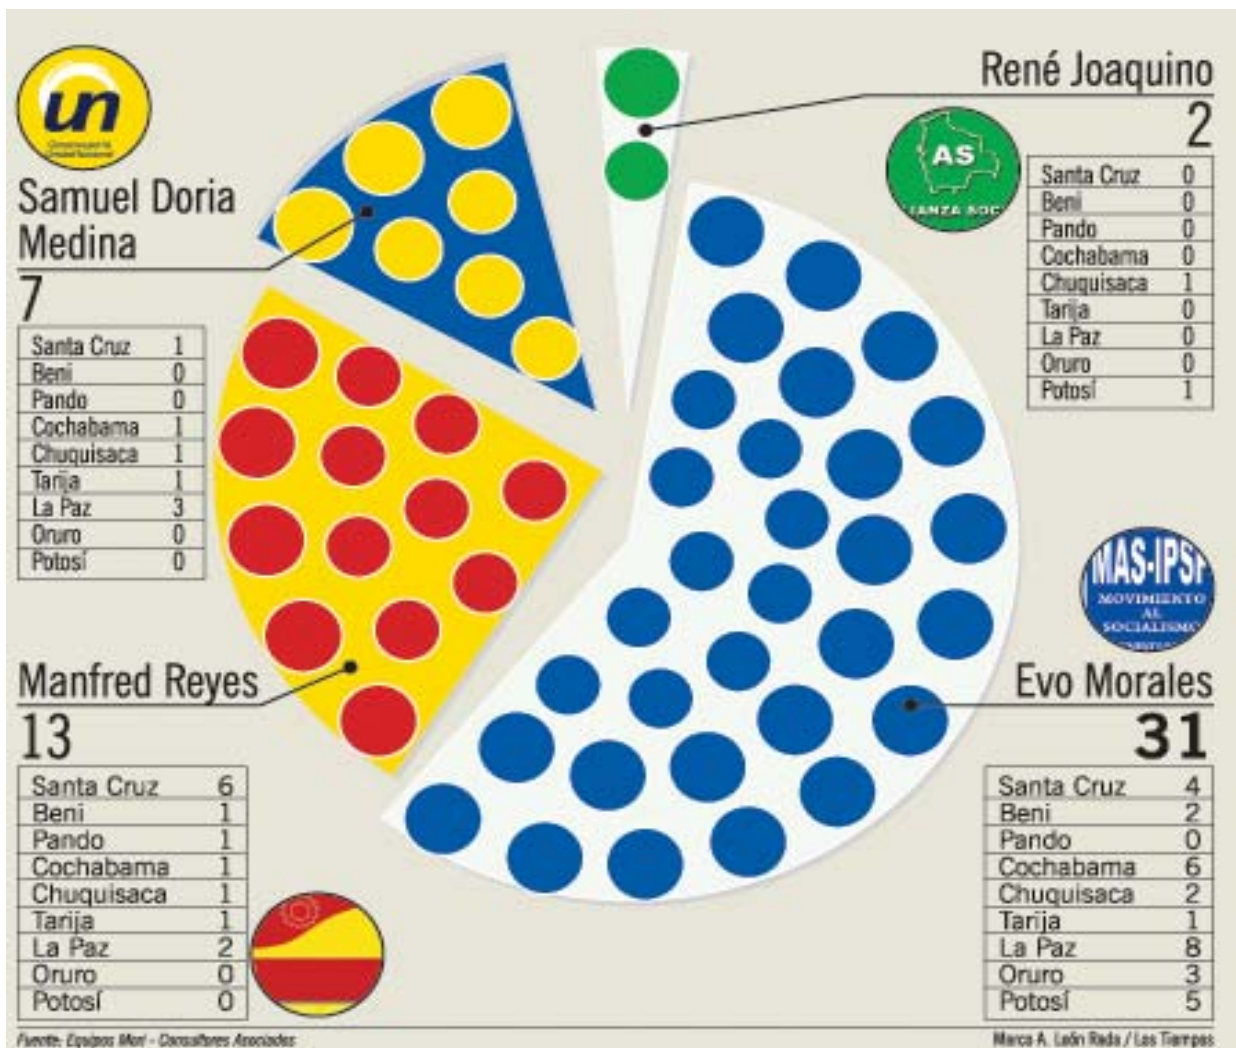 un
Samuel Doria
Medina
7
Santa Cruz 1
Beni 0
Pando 0
Cochabama 1
Chuquisaca 1
Tarija 1
La Paz 3
Oruro 0
Potosí 0
Manfred Reyes
13
Santa Cruz 6
Beni 1
Pando 1
Cochabama 1
Chuquisaca 1
Tarija 1
La Paz 2
Oruro 0
Potosí 0
René Joaquino
2
AS
IANZA SOC
Santa Cruz 0
Beni 0
Pando 0
Cochabama 0
Chuquisaca 1
Tarija 0
La Paz 0
Oruro 0
Potosí 1
MAS-IPSP
MOVIMIENTO
AL
SOCIALISMO
Evo Morales
31
Santa Cruz 4
Beni 2
Pando 0
Cochabama 6
Chuquisaca 2
Tarija 1
La Paz 8
Oruro 3
Potosí 5
Fuente: Equipos Mori - Consultores Asociados
Marco A. León Rada / Los Tiempos